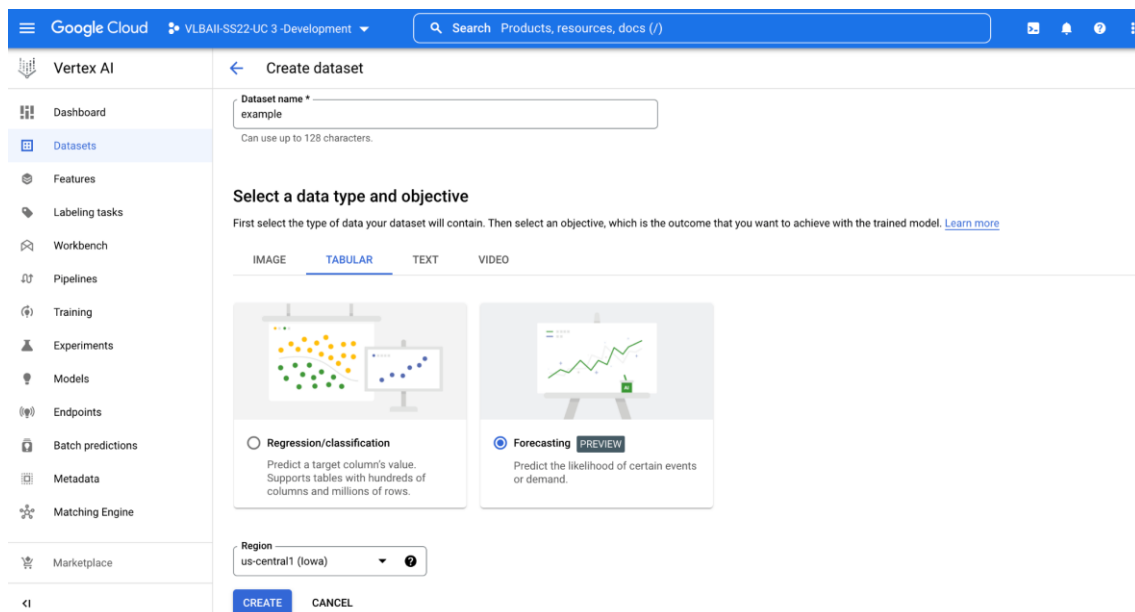 Google Cloud VLBAII-SS22-UC 3 -Development Search Products, resources, docs (/)
Vertex AI
Create dataset
Dashboard
Datasets
Features
Labeling tasks
Workbench
Pipelines
Training
Experiments
Models
Endpoints
Batch predictions
Metadata
Matching Engine
Marketplace
Dataset name *
example
Can use up to 128 characters.
Select a data type and objective
First select the type of data your dataset will contain. Then select an objective, which is the outcome that you want to achieve with the trained model. Learn more
IMAGE TABULAR TEXT VIDEO
Regression/classification
Predict a target column's value.
Supports tables with hundreds of
columns and millions of rows.
Forecasting PREVIEW
Predict the likelihood of certain events
or demand.
Region
us-central1 (Iowa)
CREATE CANCEL